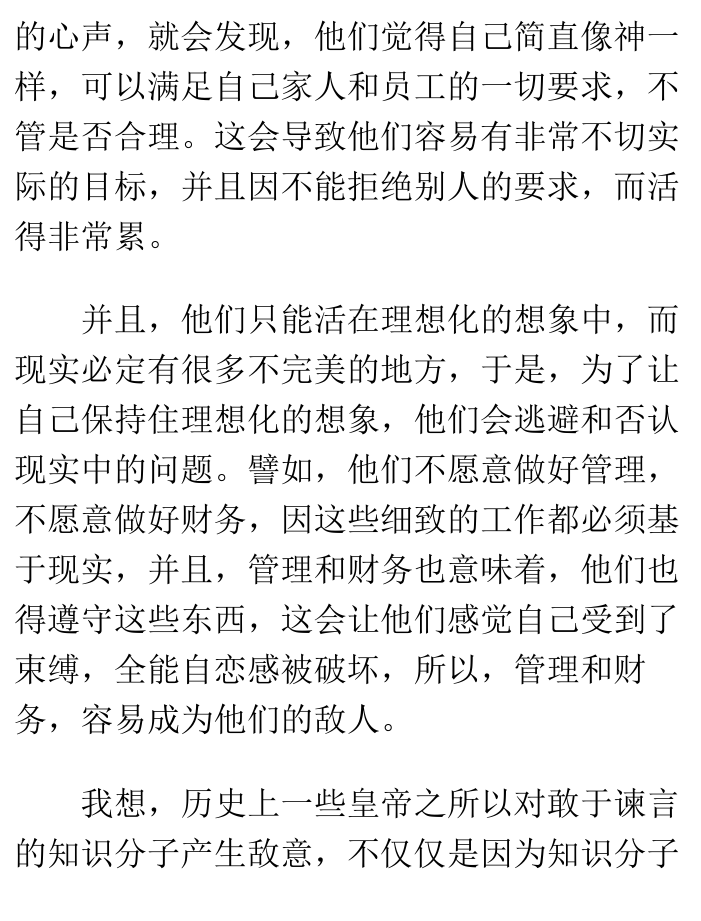 的心声，就会发现，他们觉得自己简直像神一
样，可以满足自己家人和员工的一切要求，不
管是否合理。这会导致他们容易有非常不切实
际的目标，并且因不能拒绝别人的要求，而活
得非常累。
并且，他们只能活在理想化的想象中，而
现实必定有很多不完美的地方，于是，为了让
自己保持住理想化的想象，他们会逃避和否认
现实中的问题。譬如，他们不愿意做好管理，
不愿意做好财务，因这些细致的工作都必须基
于现实，并且，管理和财务也意味着，他们也
得遵守这些东西，这会让他们感觉自己受到了
束缚，全能自恋感被破坏，所以，管理和财
务，容易成为他们的敌人。
我想，历史上一些皇帝之所以对敢于谏言
的知识分子产生敌意，不仅仅是因为知识分子